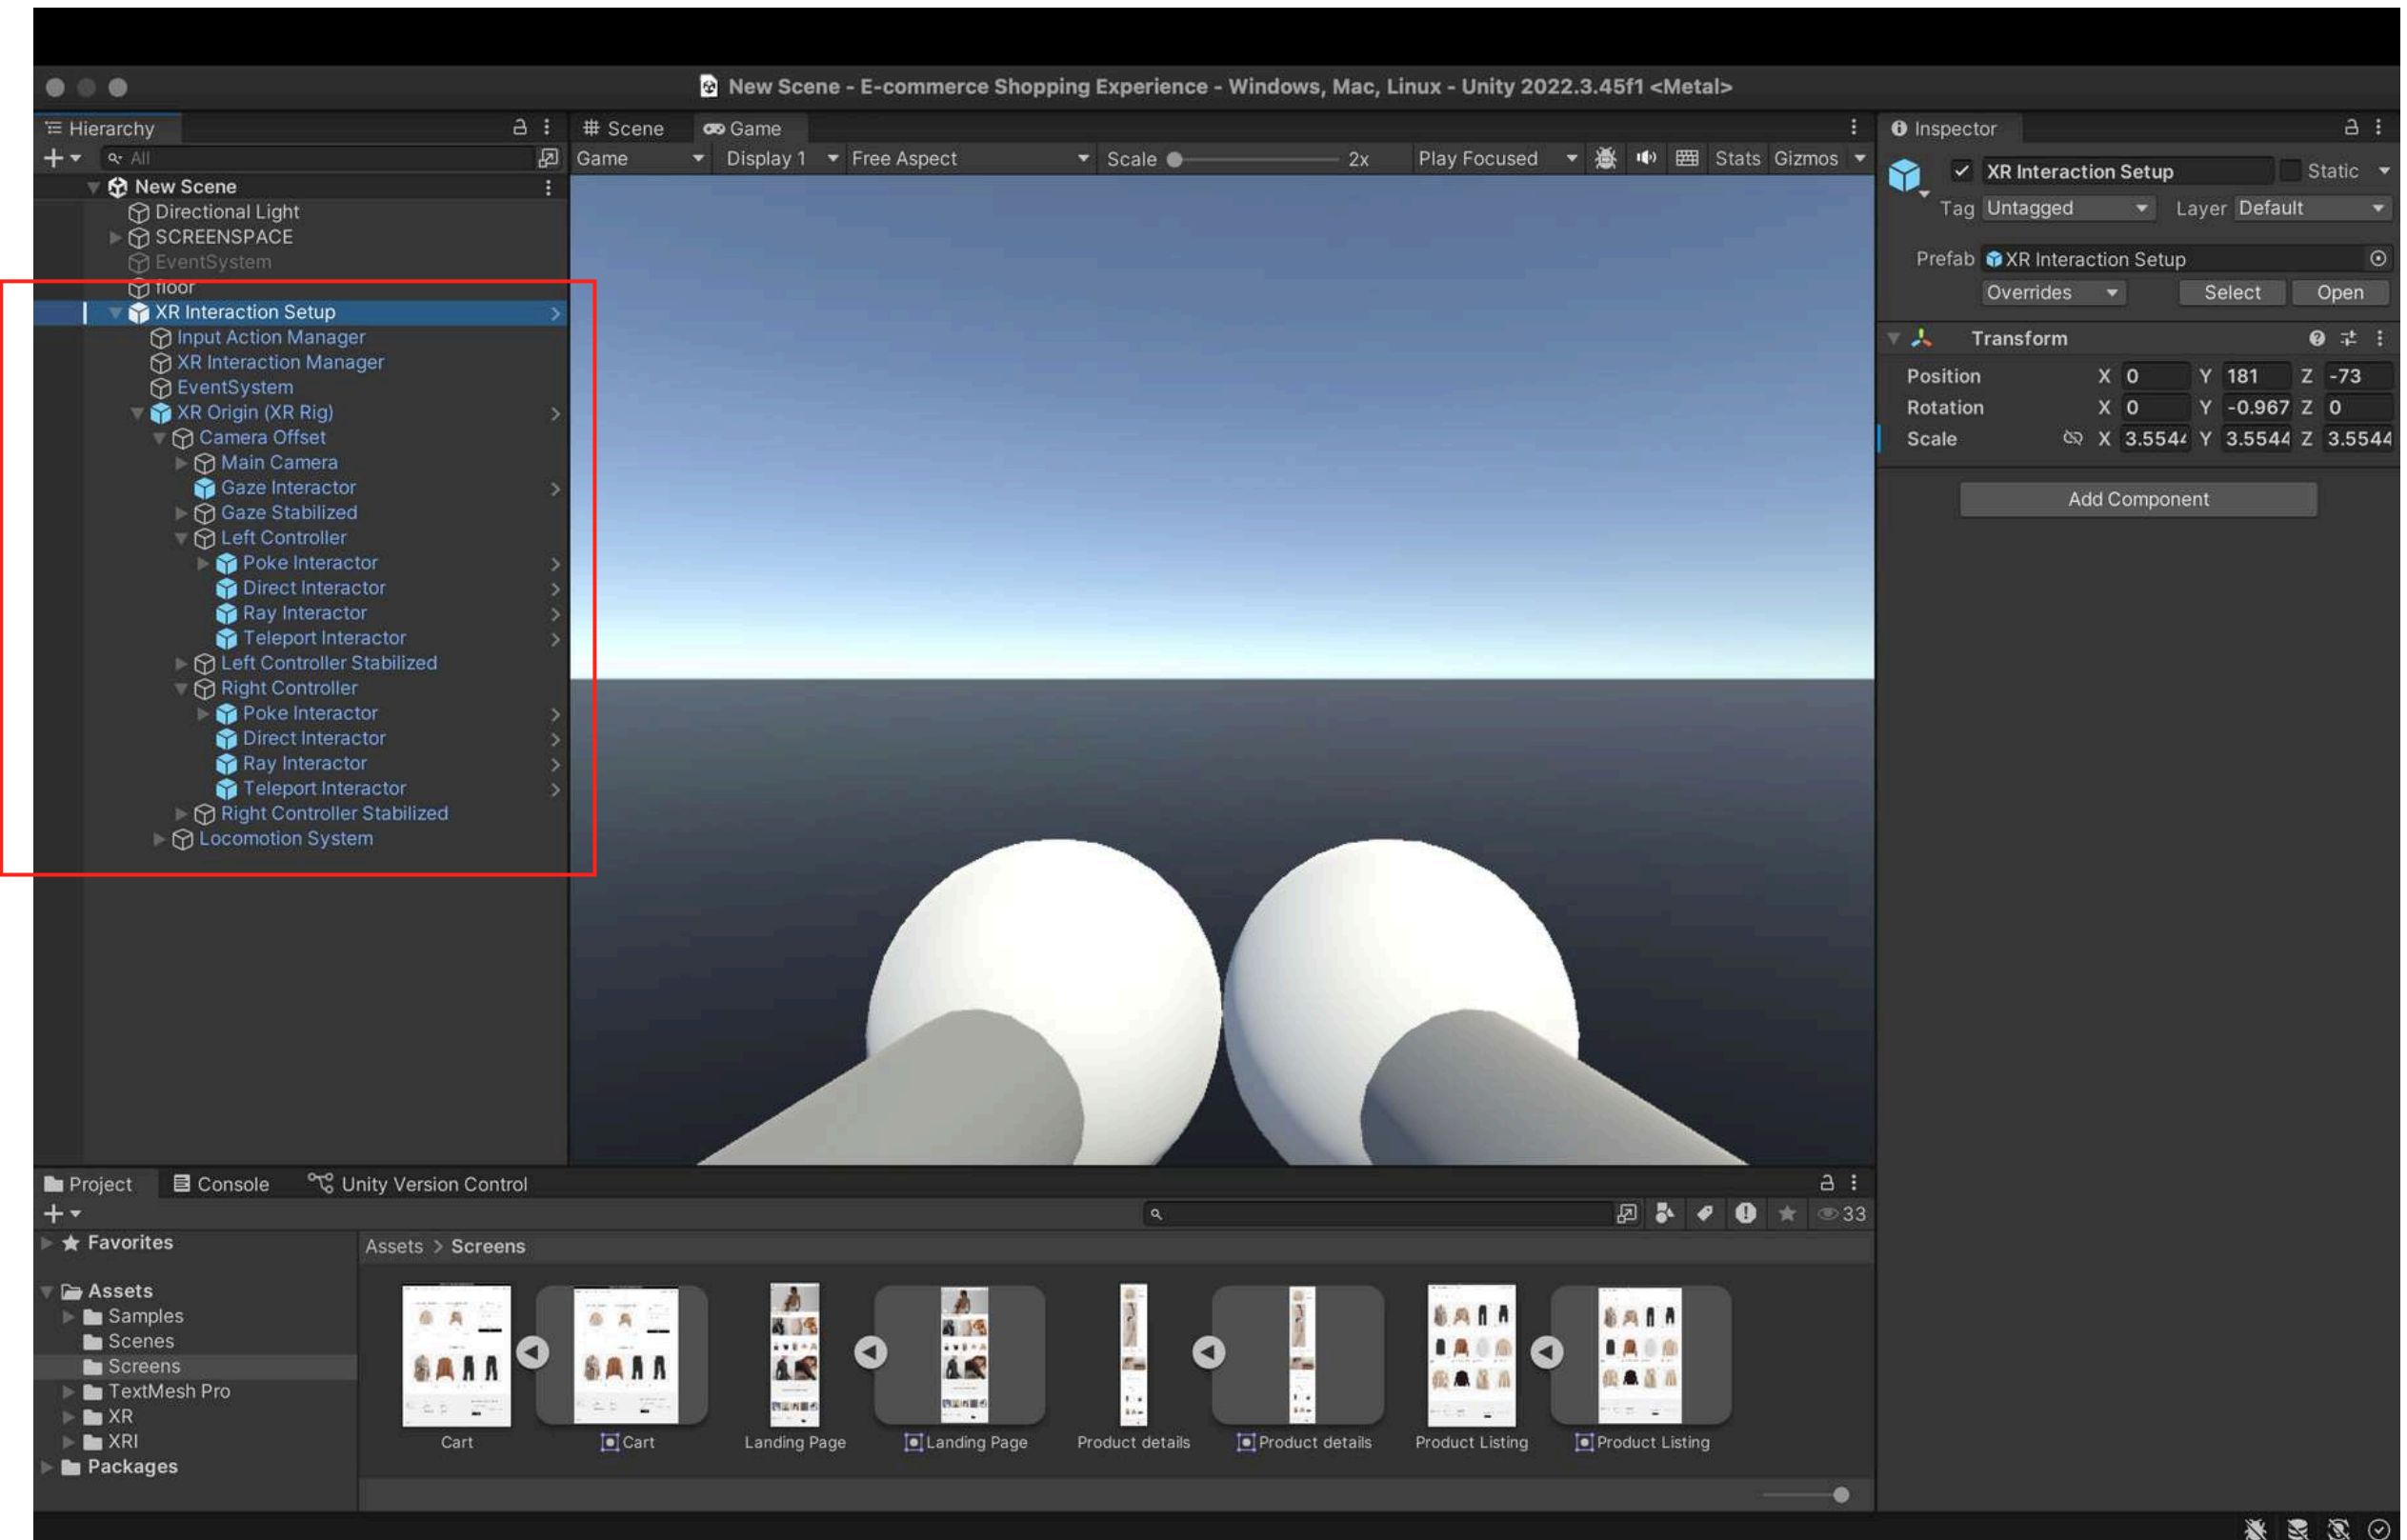 New Scene - E-commerce Shopping Experience - Windows, Mac, Linux - Unity 2022.3.45f1 <Metal>
Hierarchy
All
New Scene
Directional Light
SCREENSPACE
EventSystem
floor
XR Interaction Setup
Input Action Manager
XR Interaction Manager
EventSystem
XR Origin (XR Rig)
Camera Offset
Main Camera
Gaze Interactor
Gaze Stabilized
Left Controller
Poke Interactor
Direct Interactor
Ray Interactor
Teleport Interactor
Left Controller Stabilized
Right Controller
Poke Interactor
Direct Interactor
Ray Interactor
Teleport Interactor
Right Controller Stabilized
Locomotion System
Scene Game
Game Display 1 Free Aspect Scale 2x Play Focused Stats Gizmos
Inspector
XR Interaction Setup Static
Tag Untagged Layer Default
Prefab XR Interaction Setup
Overrides Select Open
Transform
Position X 0 Y 181 Z -73
Rotation X 0 Y -0.967 Z 0
Scale X 3.5544 Y 3.5544 Z 3.5544
Add Component
Project Console Unity Version Control
33
Favorites
Assets
Samples
Scenes
Screens
TextMesh Pro
XR
XRI
Packages
Assets > Screens
Cart Cart Landing Page Landing Page Product details Product details Product Listing Product Listing